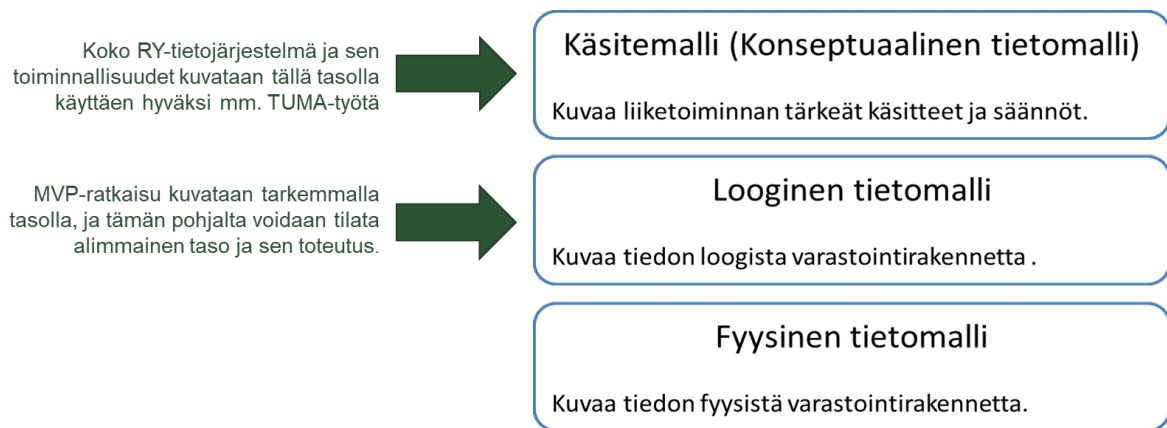 Koko RY-tietojärjestelmä ja sen
toiminnallisuudet kuvataan tällä tasolla
käyttäen hyväksi mm. TUMA-työtä
Käsitemalli (Konseptuaalinen tietomalli)
Kuvaa liiketoiminnan tärkeät käsitteet ja säännöt.
MVP-ratkaisu kuvataan tarkemmalla
tasolla, ja tämän pohjalta voidaan tilata
alimmainen taso ja sen toteutus.
Looginen tietomalli
Kuvaa tiedon loogista varastointirakennetta .
Fyysinen tietomalli
Kuvaa tiedon fyysistä varastointirakennetta.